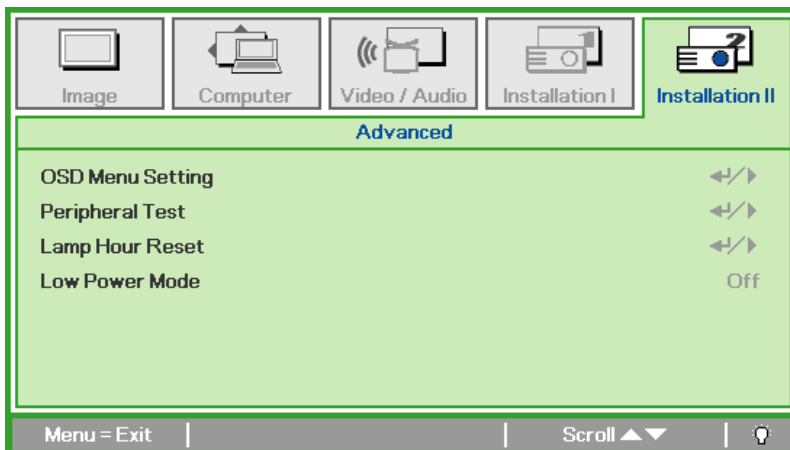 Image Computer Video / Audio Installation I Installation II
Advanced
OSD Menu Setting
Peripheral Test
Lamp Hour Reset
Low Power Mode Off
Menu = Exit Scroll